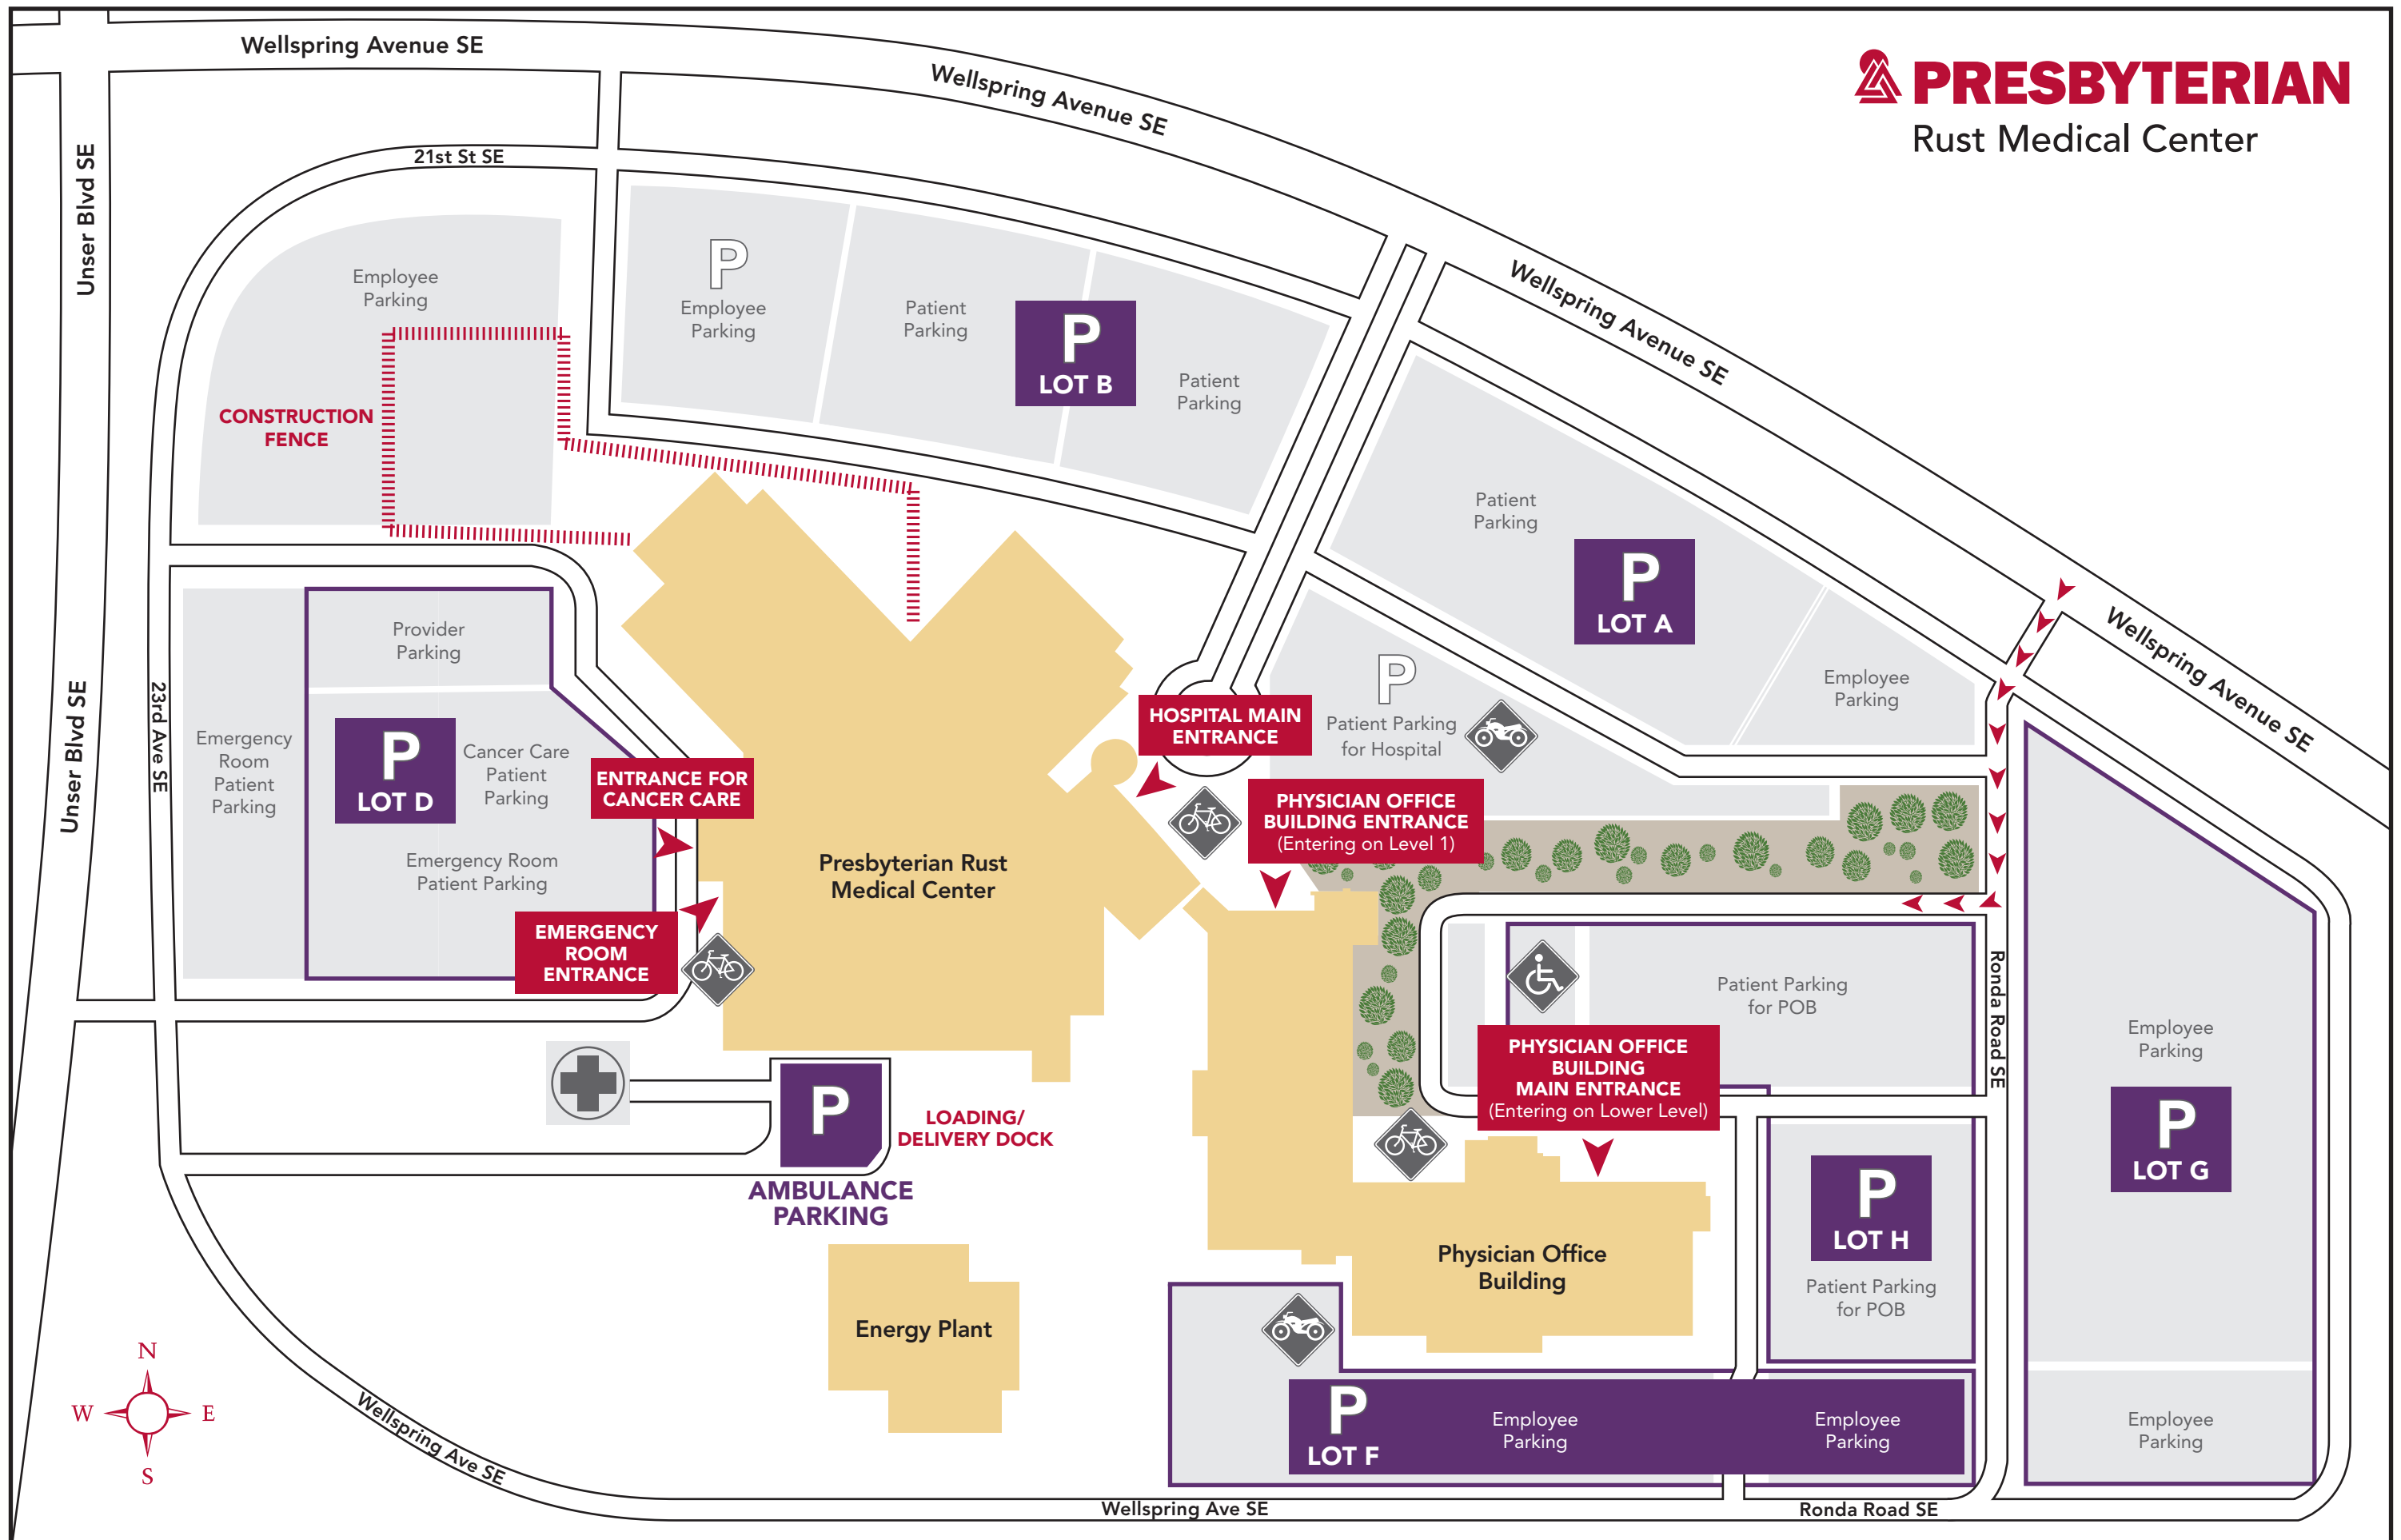 Wellspring Avenue SE
Wellspring Avenue SE
PRESBYTERIAN
Rust Medical Center
Unser Blvd SE
21st St SE
Employee
Parking
P
Employee
Parking
Patient
Parking
P
LOT B
Patient
Parking
Wellspring Avenue SE
CONSTRUCTION
FENCE
Patient
Parking
P
LOT A
Employee
Parking
Wellspring Avenue SE
Provider
Parking
Unser Blvd SE
23rd Ave SE
Emergency
Room
Patient
Parking
P
LOT D
Cancer Care
Patient
Parking
Emergency Room
Patient Parking
ENTRANCE FOR
CANCER CARE
EMERGENCY
ROOM
ENTRANCE
Presbyterian Rust
Medical Center
HOSPITAL MAIN
ENTRANCE
P
Patient Parking
for Hospital
PHYSICIAN OFFICE
BUILDING ENTRANCE
(Entering on Level 1)
Patient Parking
for POB
Ronda Road SE
PHYSICIAN OFFICE
BUILDING
MAIN ENTRANCE
(Entering on Lower Level)
Employee
Parking
P
LOT G
P
LOADING/
DELIVERY DOCK
AMBULANCE
PARKING
P
LOT H
Patient Parking
for POB
Physician Office
Building
Energy Plant
N
W
E
S
P
LOT F
Employee
Parking
Employee
Parking
Employee
Parking
Wellspring Ave SE
Wellspring Ave SE
Ronda Road SE